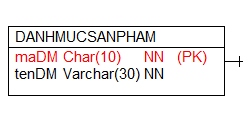 DANHMUCSANPHAM
maDM Char(10) NN (PK)
tenDM Varchar(30) NN